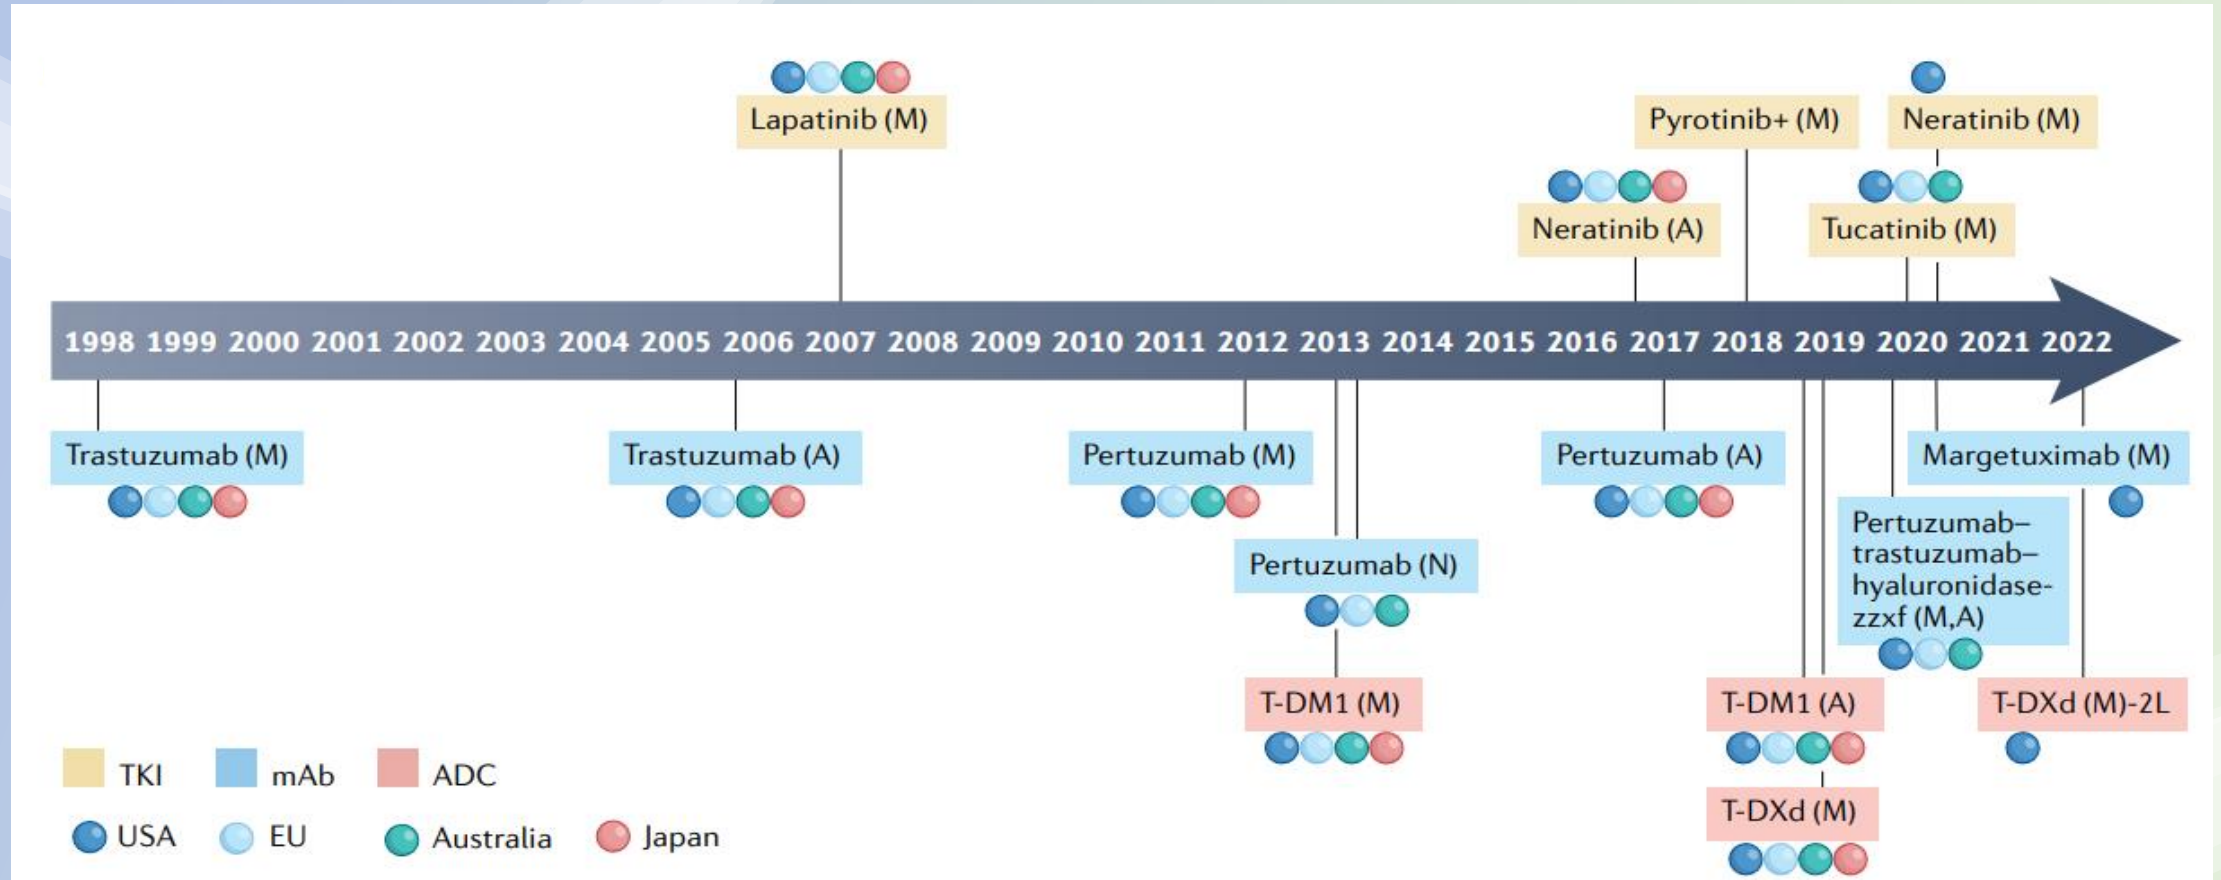 Lapatinib (M)
Pyrotinib+ (M)
Neratinib (M)
Neratinib (A)
Tucatinib (M)
1998 1999 2000 2001 2002 2003 2004 2005 2006 2007 2008 2009 2010 2011 2012 2013 2014 2015 2016 2017 2018 2019 2020 2021 2022
Trastuzumab (M)
Trastuzumab (A)
Pertuzumab (M)
Pertuzumab (A)
Margetuximab (M)
Pertuzumab (N)
Pertuzumab–
trastuzumab–
hyaluronidase-
zzxf (M,A)
T-DM1 (M)
T-DM1 (A)
T-DXd (M)-2L
T-DXd (M)
TKI
mAb
ADC
USA
EU
Australia
Japan